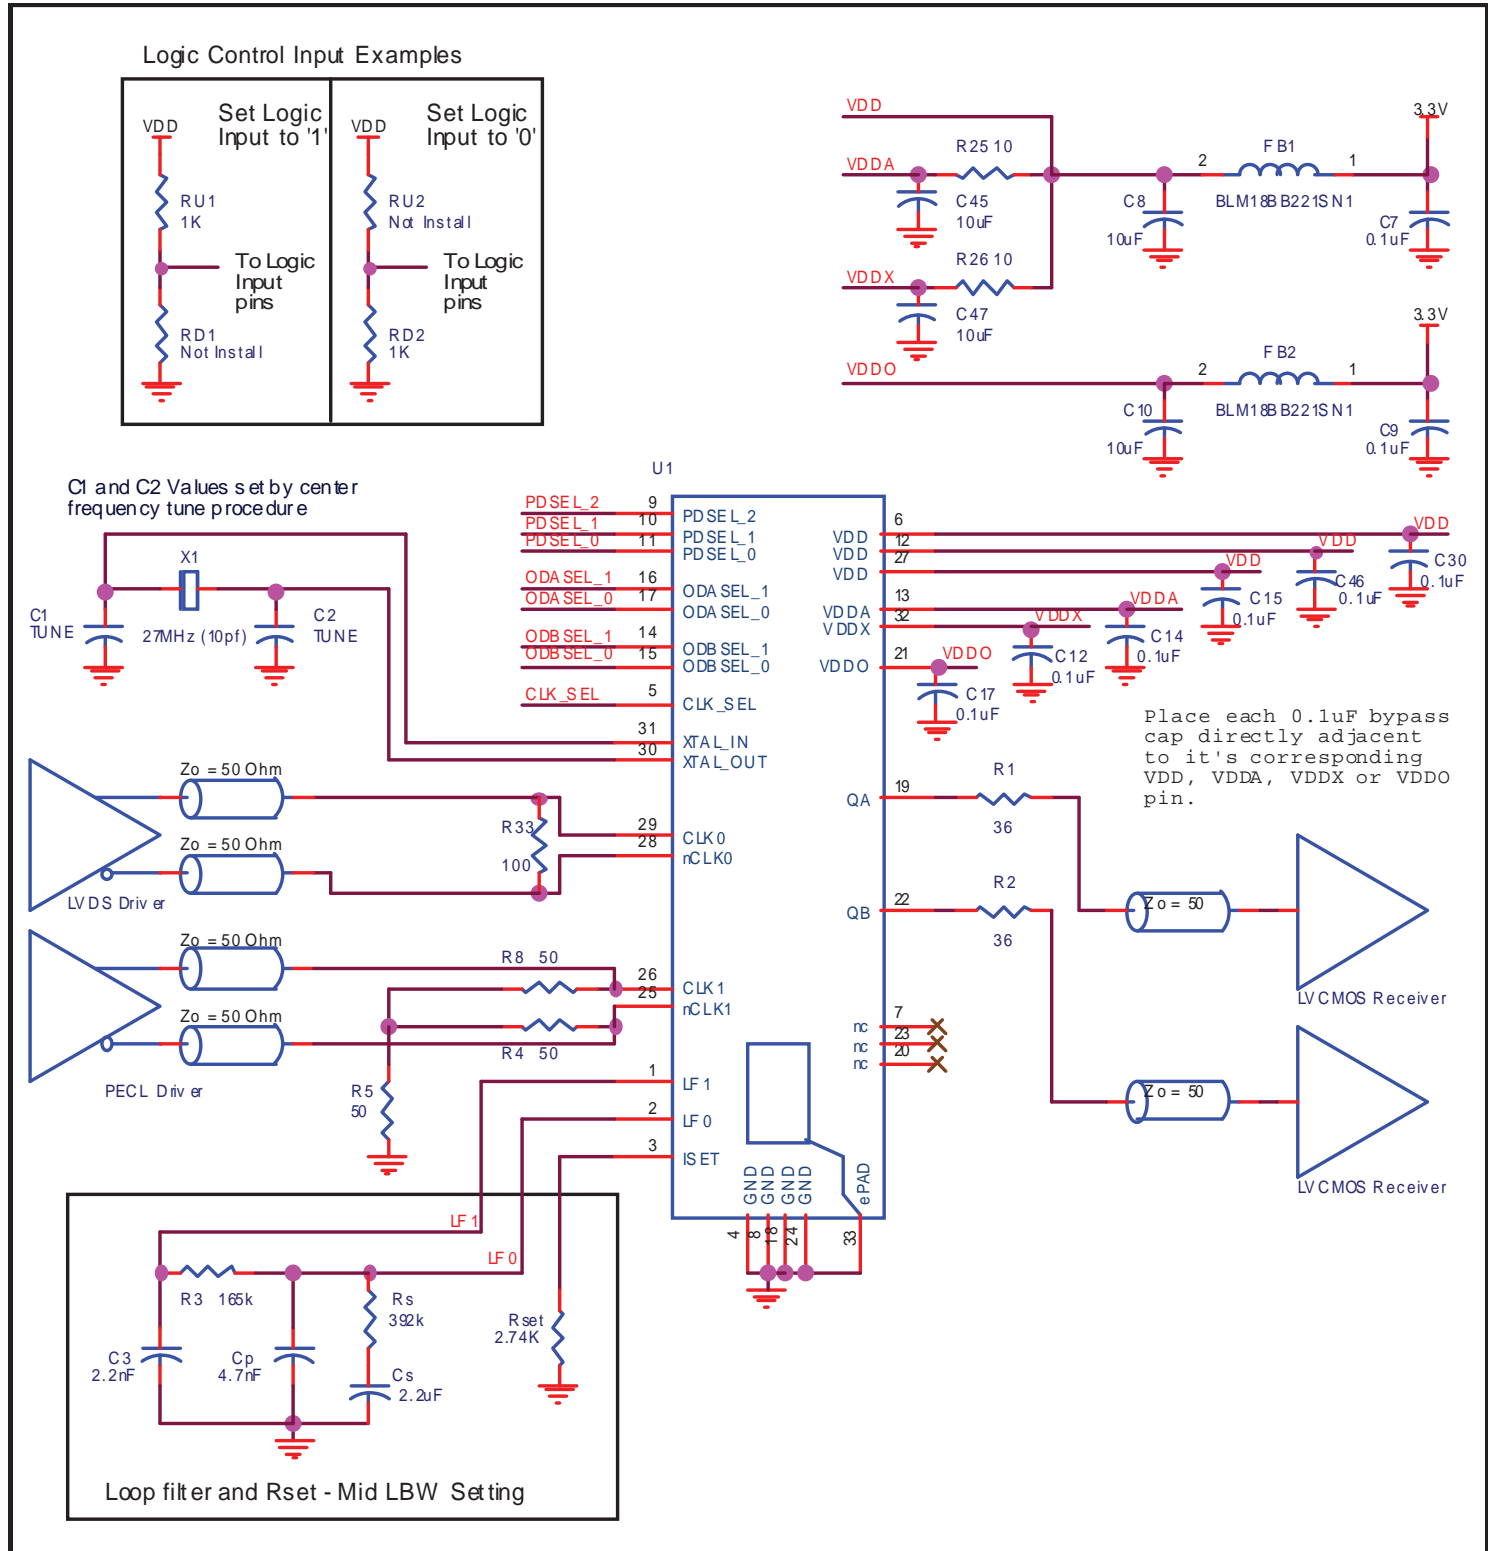 Logic Control Input Examples
VDD
Set Logic
Input to '1'
RU1
1K
To Logic
Input
pins
RD1
Not Install
VDD
Set Logic
Input to '0'
RU2
Not Install
To Logic
Input
pins
RD2
1K
VDD
VDDA
R25 10
C45
10uF
VDDX
R26 10
C47
10uF
C8
10uF
2
FB1
1
BLM18BB221SN1
3.3V
C7
0.1uF
VDDO
C10
10uF
2
FB2
1
BLM18BB221SN1
3.3V
C9
0.1uF
C1 and C2 Values set by center
frequency tune procedure
X1
C1
TUNE
27MHz (10pf)
C2
TUNE
U1
PDSEL_2
9
PDSEL_2
PDSEL_1
10
PDSEL_1
PDSEL_0
11
PDSEL_0
ODASEL_1
16
ODASEL_1
ODASEL_0
17
ODASEL_0
ODBSEL_1
14
ODBSEL_1
ODBSEL_0
15
ODBSEL_0
CLK_SEL
5
CLK_SEL
31
XTAL_IN
30
XTAL_OUT
29
CLK0
28
nCLK0
26
CLK1
25
nCLK1
1
LF1
2
LF0
3
ISET
VDD
6
VDD
C30
0.1uF
VDD
12
VDD
C46
0.1uF
VDD
27
VDD
C15
0.1uF
VDDA
13
VDDA
C14
0.1uF
VDDX
32
VDDX
C12
0.1uF
VDDO
21
VDDO
C17
0.1uF
Place each 0.1uF bypass
cap directly adjacent
to it's corresponding
VDD, VDDA, VDDX or VDDO
pin.
QA
19
R1
36
QB
22
R2
36
Zo = 50
LVCMOS Receiver
Zo = 50
LVCMOS Receiver
nc
7
nc
23
nc
20
Zo = 50 Ohm
Zo = 50 Ohm
LVDS Driver
R33
100
Zo = 50 Ohm
Zo = 50 Ohm
PECL Driver
R8 50
R4 50
R5
50
GND
GND
GND
GND
ePAD
4
8
18
24
33
LF1
LF0
R3 165k
C3
2.2nF
Cp
4.7nF
Rs
392k
Cs
2.2uF
Rset
2.74K
Loop filter and Rset - Mid LBW Setting